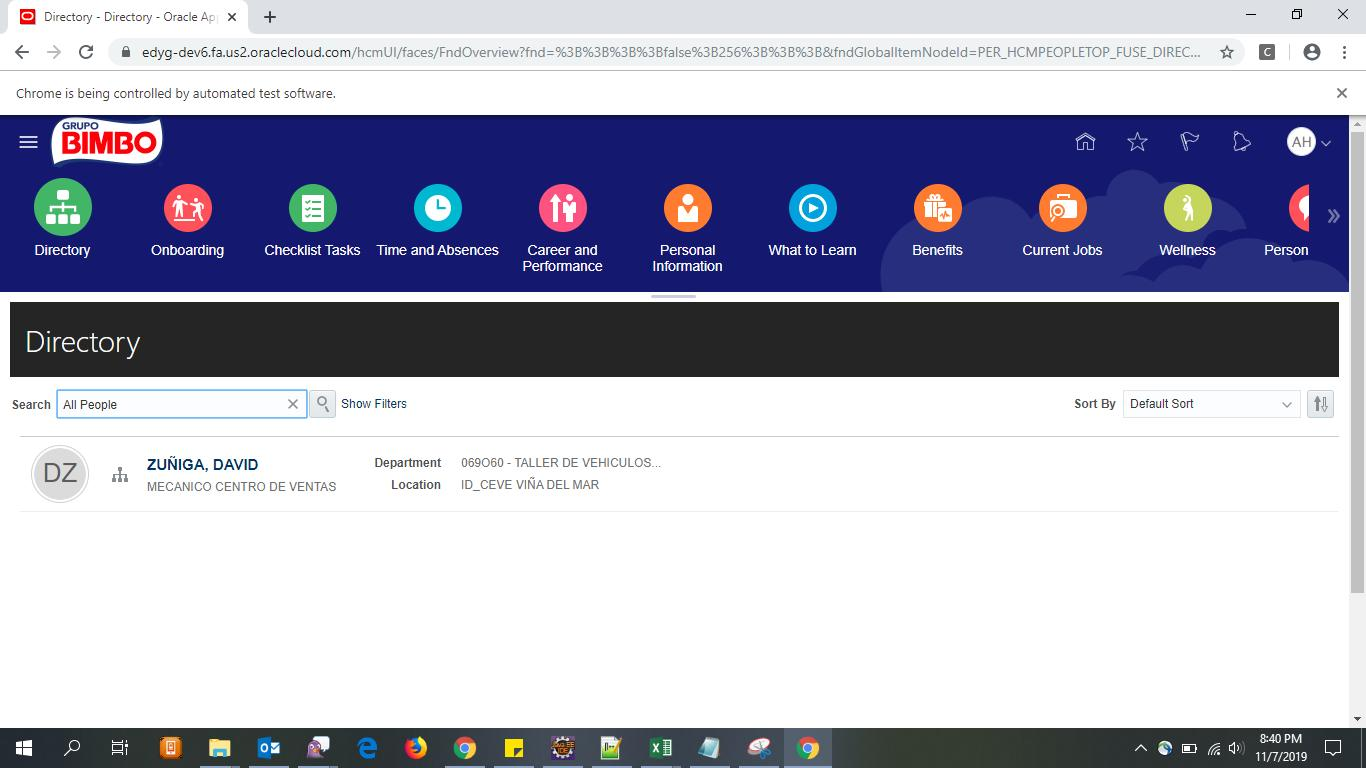 Directory - Directory - Oracle Ap
edyg-dev6.fa.us2.oraclecloud.com/hcmUI/faces/FndOverview?fnd=%3B%3B%3B%3Bfalse%3B256%3B%3B%3B&fndGlobalItemNodeId=PER_HCMPEOPLETOP_FUSE_DIREC...
C
Chrome is being controlled by automated test software.
GRUPO
BIMBO
AH
Directory
Onboarding
Checklist Tasks
Time and Absences
Career and
Performance
Personal
Information
What to Learn
Benefits
Current Jobs
Wellness
Person
Directory
Search
All People
Show Filters
Sort By
Default Sort
DZ
ZUÑIGA, DAVID
MECANICO CENTRO DE VENTAS
Department
069O60 - TALLER DE VEHICULOS...
Location
ID_CEVE VIÑA DEL MAR
8:40 PM
11/7/2019